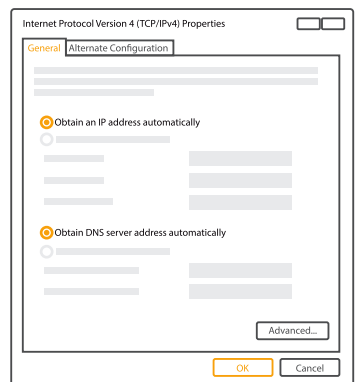 Internet Protocol Version 4 (TCP/IPv4) Properties
General
Alternate Configuration
Obtain an IP address automatically
Obtain DNS server address automatically
Advanced...
OK
Cancel